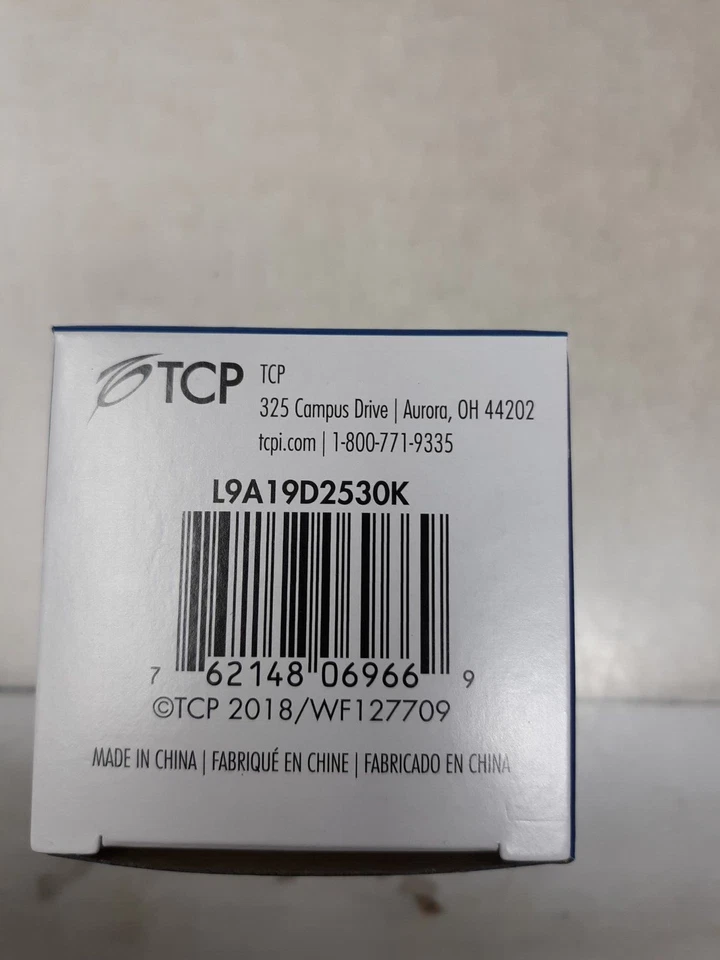 TCP
TCP
325 Campus Drive | Aurora, OH 44202
tcpi.com | 1-800-771-9335
L9A19D2530K
7 62148 06966 9
©TCP 2018/WF127709
MADE IN CHINA | FABRIQUÉ EN CHINE | FABRICADO EN CHINA